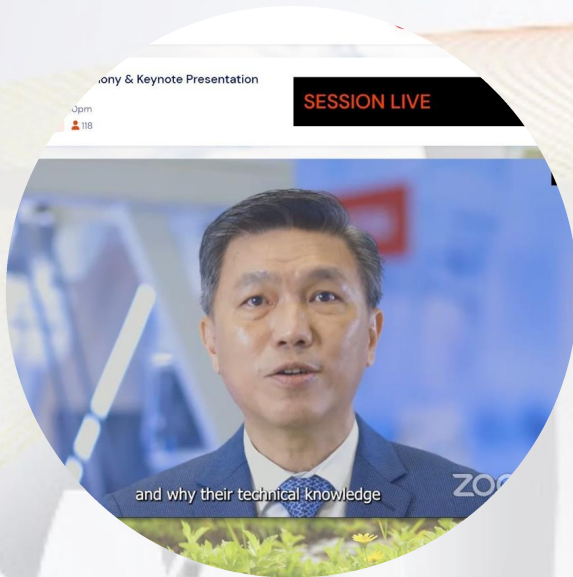 ony & Keynote Presentation
SESSION LIVE
0pm
118
and why their technical knowledge
ZO